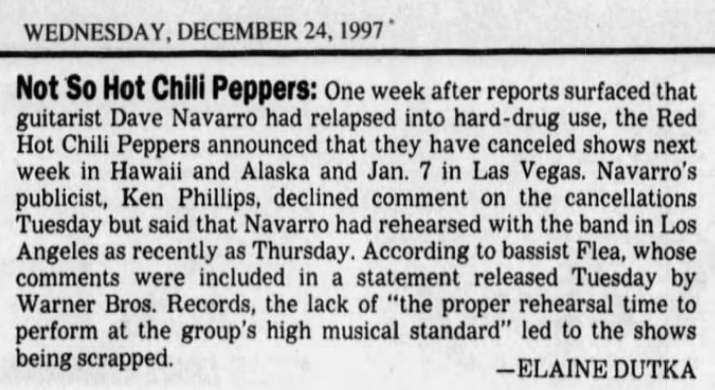 WEDNESDAY, DECEMBER 24, 1997
Not So Hot Chili Peppers: One week after reports surfaced that
guitarist Dave Navarro had relapsed into hard-drug use, the Red
Hot Chili Peppers announced that they have canceled shows next
week in Hawaii and Alaska and Jan. 7 in Las Vegas. Navarro's
publicist, Ken Phillips, declined comment on the cancellations
Tuesday but said that Navarro had rehearsed with the band in Los
Angeles as recently as Thursday. According to bassist Flea, whose
comments were included in a statement released Tuesday by
Warner Bros. Records, the lack of "the proper rehearsal time to
perform at the group's high musical standard" led to the shows
being scrapped.
—ELAINE DUTKA